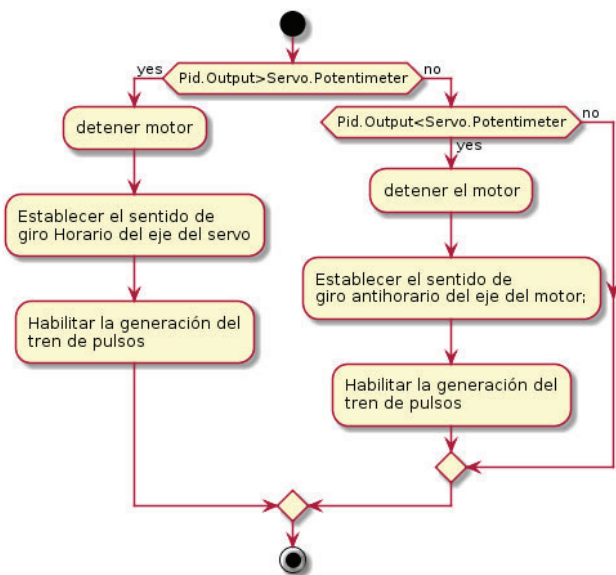 Pid.Output>Servo.Potentimeter
yes
no
detener motor
Establecer el sentido de
giro Horario del eje del servo
Habilitar la generación del
tren de pulsos
Pid.Output<Servo.Potentimeter
yes
no
detener el motor
Establecer el sentido de
giro antihorario del eje del motor;
Habilitar la generación del
tren de pulsos